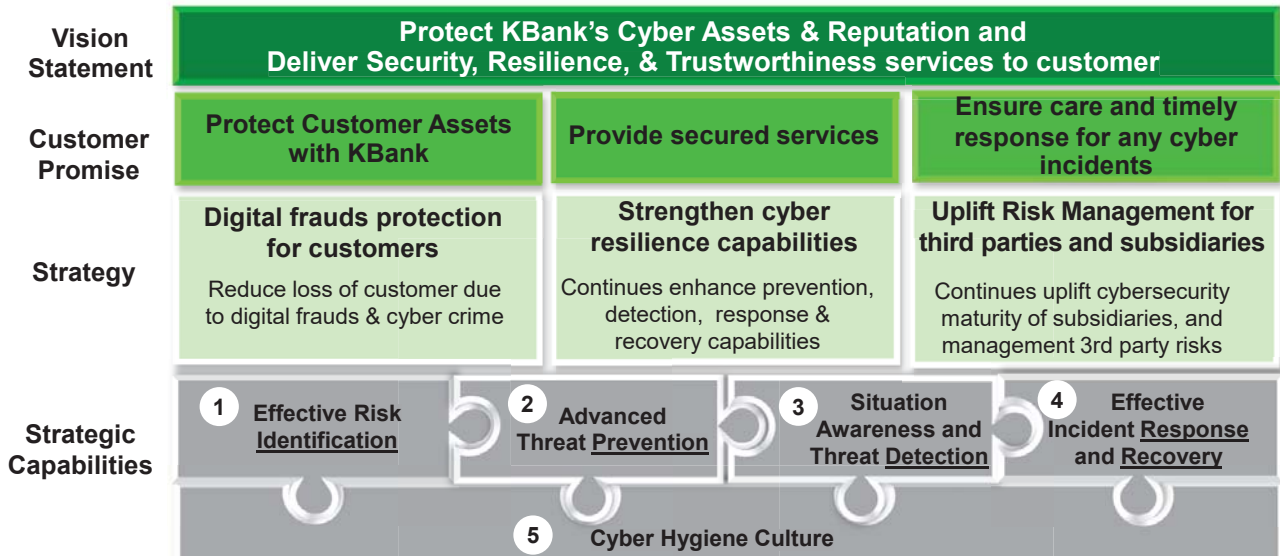 Vision
Statement
Protect KBank's Cyber Assets & Reputation and
Deliver Security, Resilience, & Trustworthiness services to customer
Customer
Promise
Protect Customer Assets
with KBank
Provide secured services
Ensure care and timely
response for any cyber
incidents
Strategy
Digital frauds protection
for customers
Reduce loss of customer due
to digital frauds & cyber crime
Strengthen cyber
resilience capabilities
Continues enhance prevention,
detection, response &
recovery capabilities
Uplift Risk Management for
third parties and subsidiaries
Continues uplift cybersecurity
maturity of subsidiaries, and
management 3rd party risks
Strategic
Capabilities
1
Effective Risk
Identification
2
Advanced
Threat Prevention
3
Situation
Awareness and
Threat Detection
4
Effective
Incident Response
and Recovery
5
Cyber Hygiene Culture